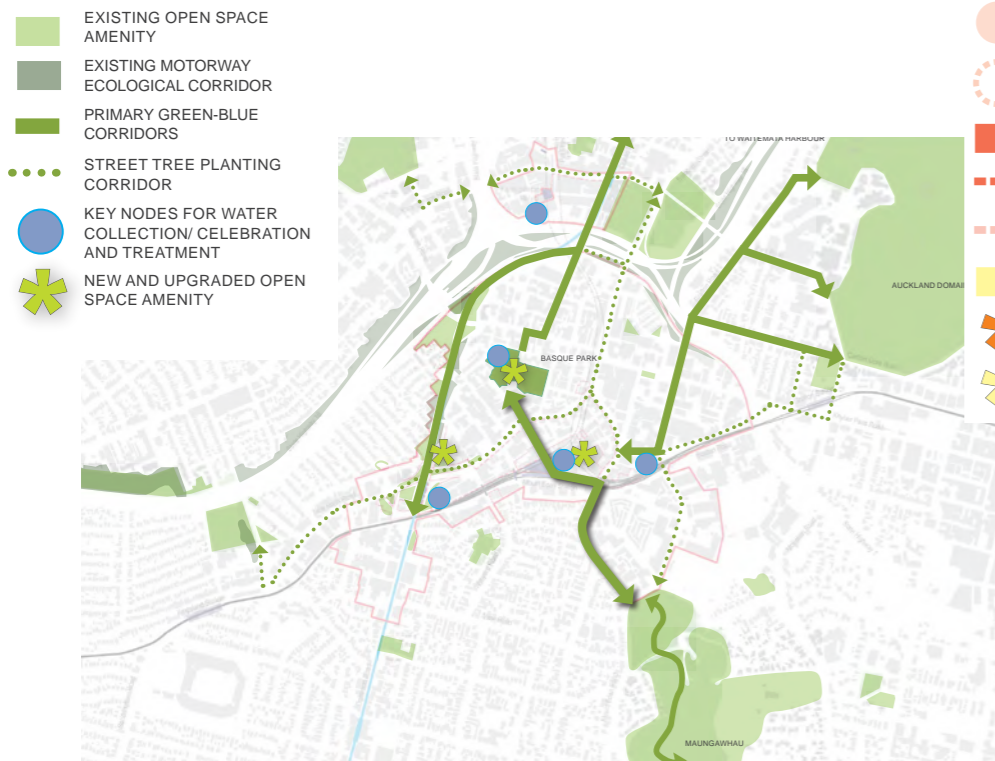 EXISTING OPEN SPACE
AMENITY
EXISTING MOTORWAY
ECOLOGICAL CORRIDOR
PRIMARY GREEN-BLUE
CORRIDORS
STREET TREE PLANTING
CORRIDOR
KEY NODES FOR WATER
COLLECTION/ CELEBRATION
AND TREATMENT
NEW AND UPGRADED OPEN
SPACE AMENITY
TO WAITEMATA HARBOUR
AUCKLAND DOMAI
BASQUE PARK
MAUNGAWHAU